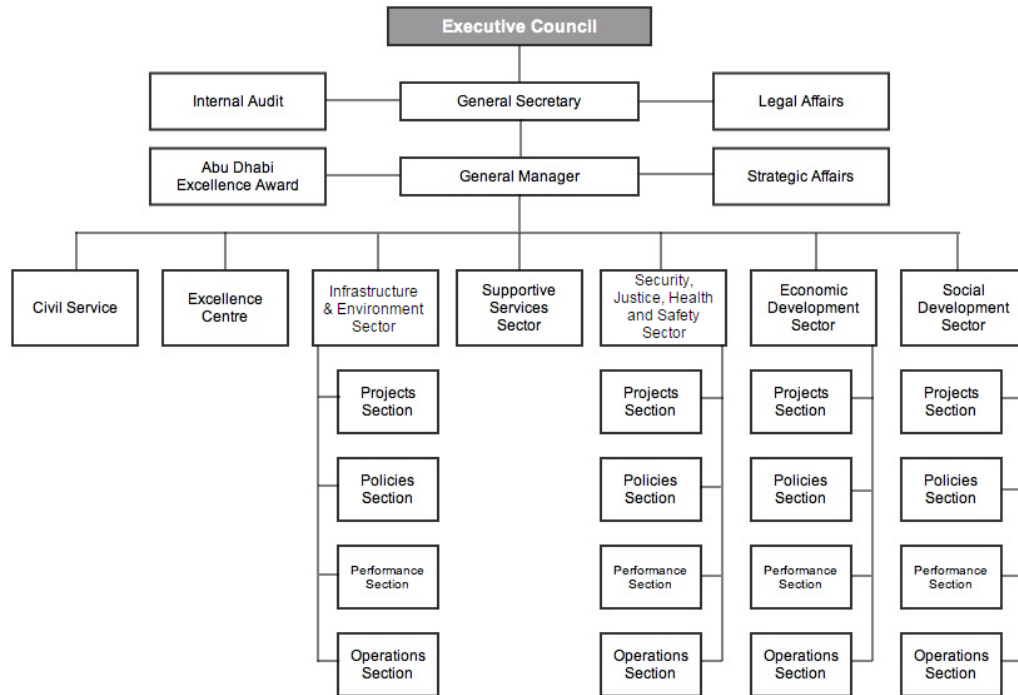 Executive Council
Internal Audit
General Secretary
Legal Affairs
Abu Dhabi
Excellence Award
General Manager
Strategic Affairs
Civil Service
Excellence
Centre
Infrastructure
& Environment
Sector
Supportive
Services
Sector
Security,
Justice, Health
and Safety
Sector
Economic
Development
Sector
Social
Development
Sector
Projects
Section
Projects
Section
Projects
Section
Projects
Section
Policies
Section
Policies
Section
Policies
Section
Policies
Section
Performance
Section
Performance
Section
Performance
Section
Performance
Section
Operations
Section
Operations
Section
Operations
Section
Operations
Section